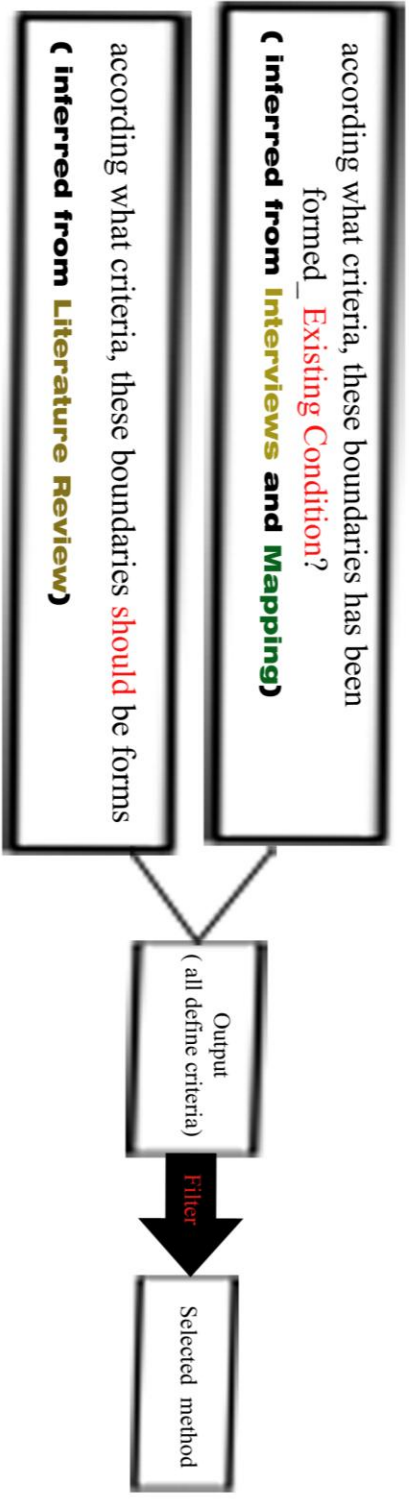 according what criteria, these boundaries has been
formed_ Existing Condition?
( inferred from Interviews and Mapping)
according what criteria, these boundaries should be forms
( inferred from Literature Review)
Output
( all define criteria)
Filter
Selected method